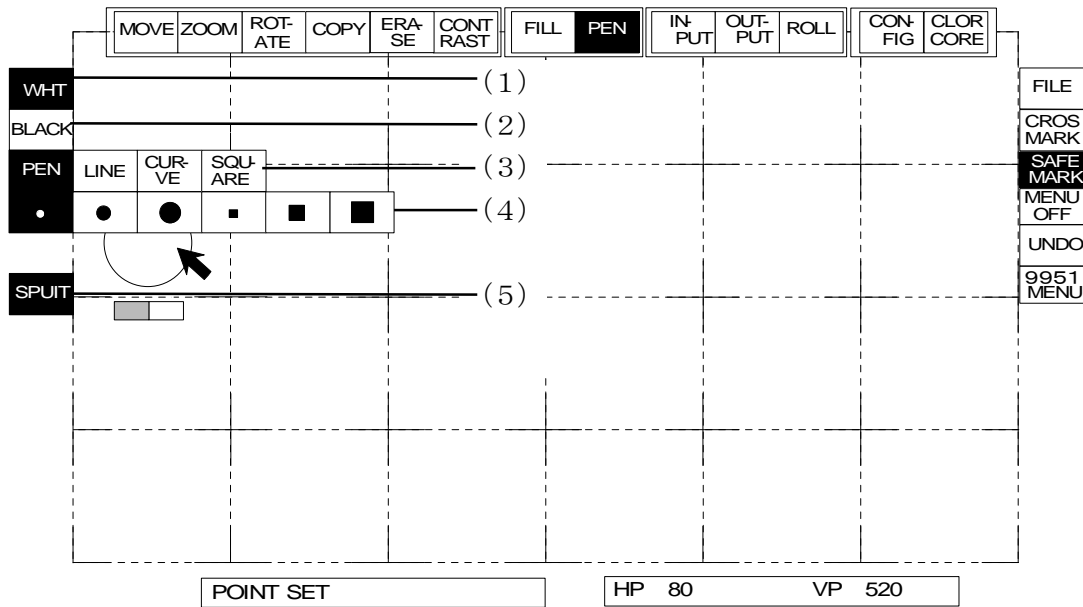 MOVE ZOOM ROT-ATE COPY ERA-SE CONT RAST FILL PEN IN-PUT OUT-PUT ROLL CON-FIG CLOR CORE
WHT (1) FILE
BLACK (2) CROS MARK
PEN LINE CUR-VE SQU-ARE (3) SAFE MARK
(4) MENU OFF
UNDO
SPUIT (5) 9951 MENU
POINT SET HP 80 VP 520